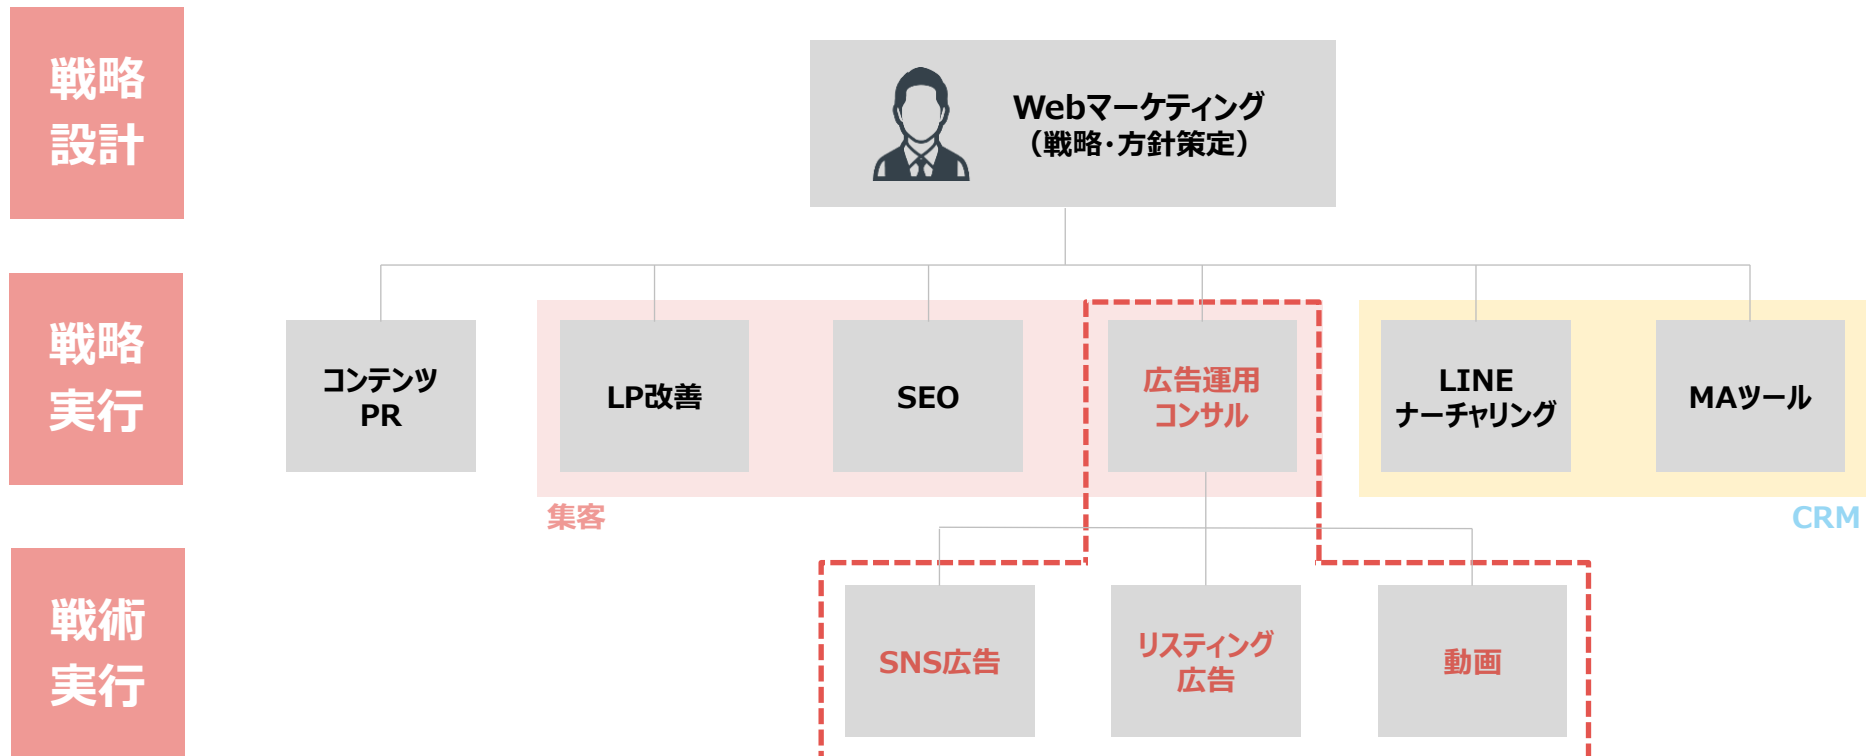 戦略
設計
Webマーケティング
（戦略・方針策定）
戦略
実行
コンテンツ
PR
LP改善
SEO
広告運用
コンサル
LINE
ナーチャリング
MAツール
集客
CRM
戦術
実行
SNS広告
リスティング
広告
動画